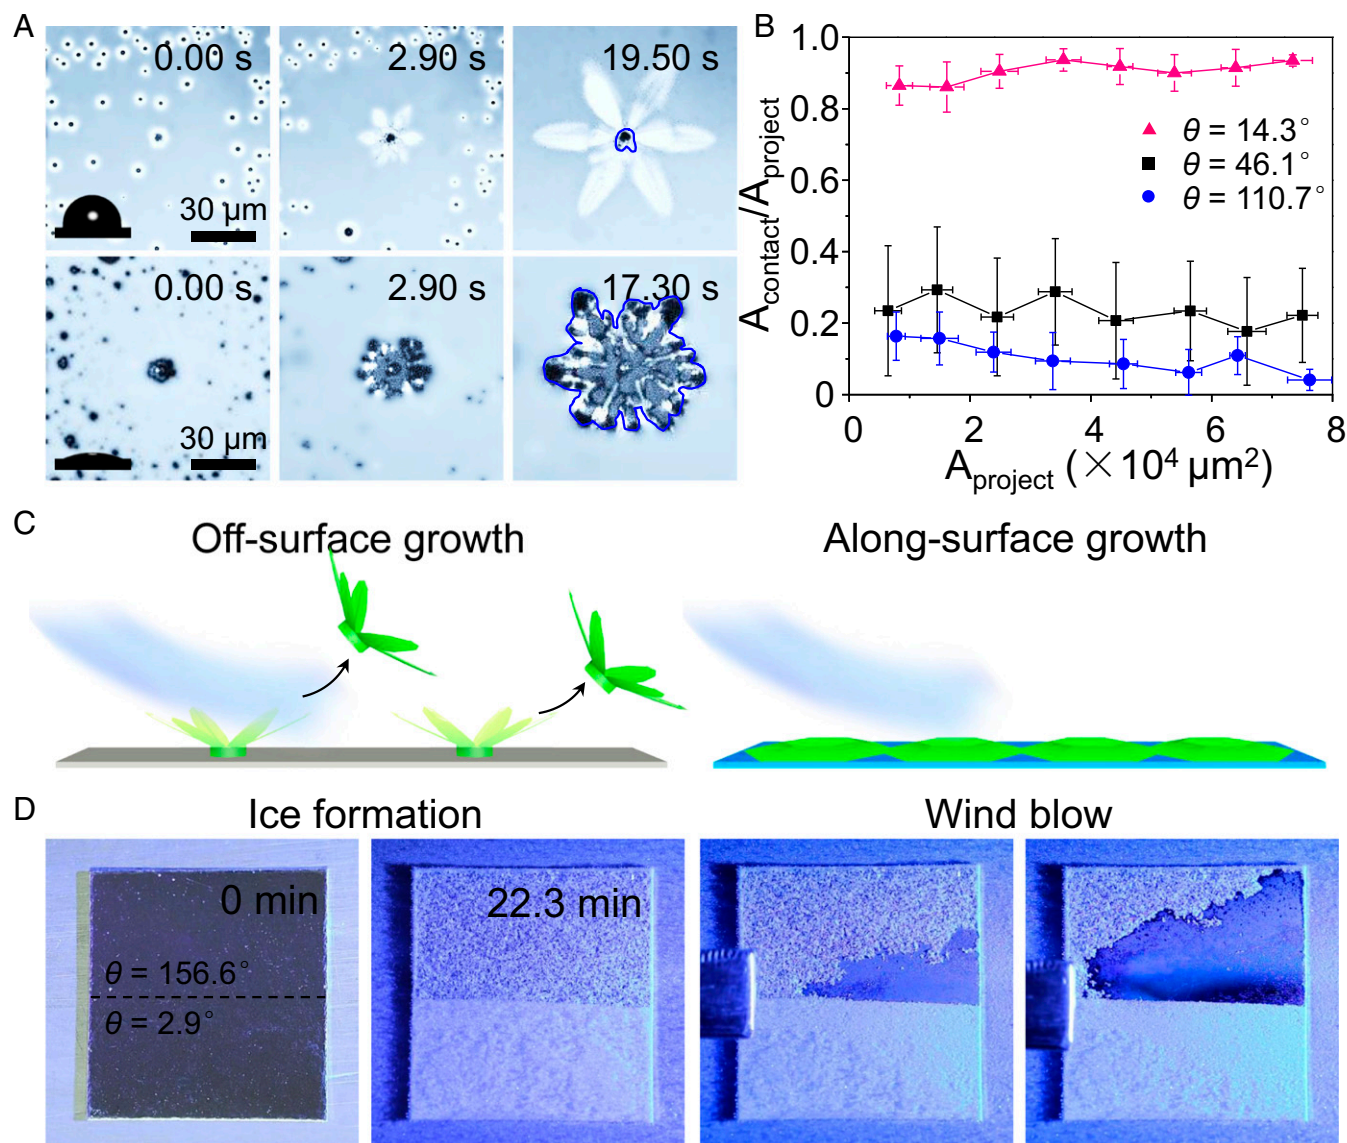 A
0.00 s
2.90 s
19.50 s
30 µm
0.00 s
2.90 s
17.30 s
30 µm
B
A_contact/A_project
1.0
0.8
0.6
0.4
0.2
0
θ = 14.3°
θ = 46.1°
θ = 110.7°
0 2 4 6 8
A_project (×10⁴ µm²)
C
Off-surface growth
Along-surface growth
D
Ice formation
Wind blow
0 min
θ = 156.6°
θ = 2.9°
22.3 min